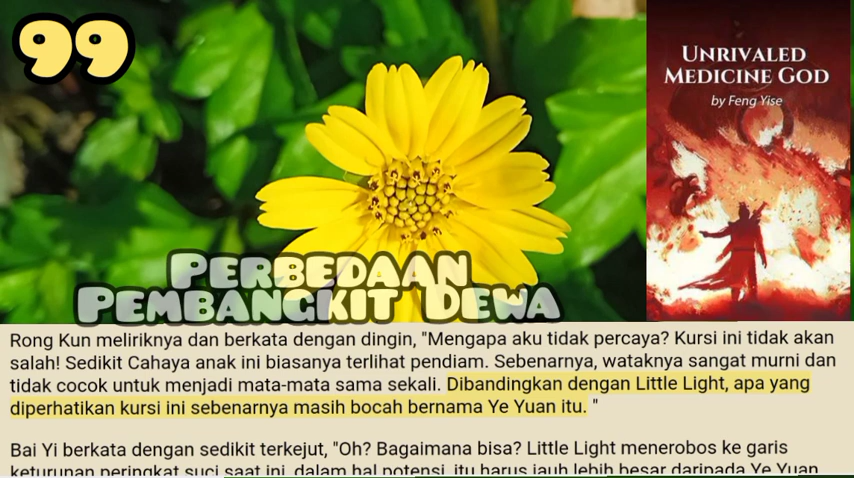 99
UNRIVALED
MEDICINE GOD
by Feng Yise
PERBEDAAN
PEMBANGKIT DEWA
Rong Kun meliriknya dan berkata dengan dingin, "Mengapa aku tidak percaya? Kursi ini tidak akan
salah! Sedikit Cahaya anak ini biasanya terlihat pendiam. Sebenarnya, wataknya sangat murni dan
tidak cocok untuk menjadi mata-mata sama sekali. Dibandingkan dengan Little Light, apa yang
diperhatikan kursi ini sebenarnya masih bocah bernama Ye Yuan itu. "
Bai Yi berkata dengan sedikit terkejut, "Oh? Bagaimana bisa? Little Light menerobos ke garis
keturunan peringkat suci saat ini, dalam hal potensi, itu harus jauh lebih besar daripada Ye Yuan